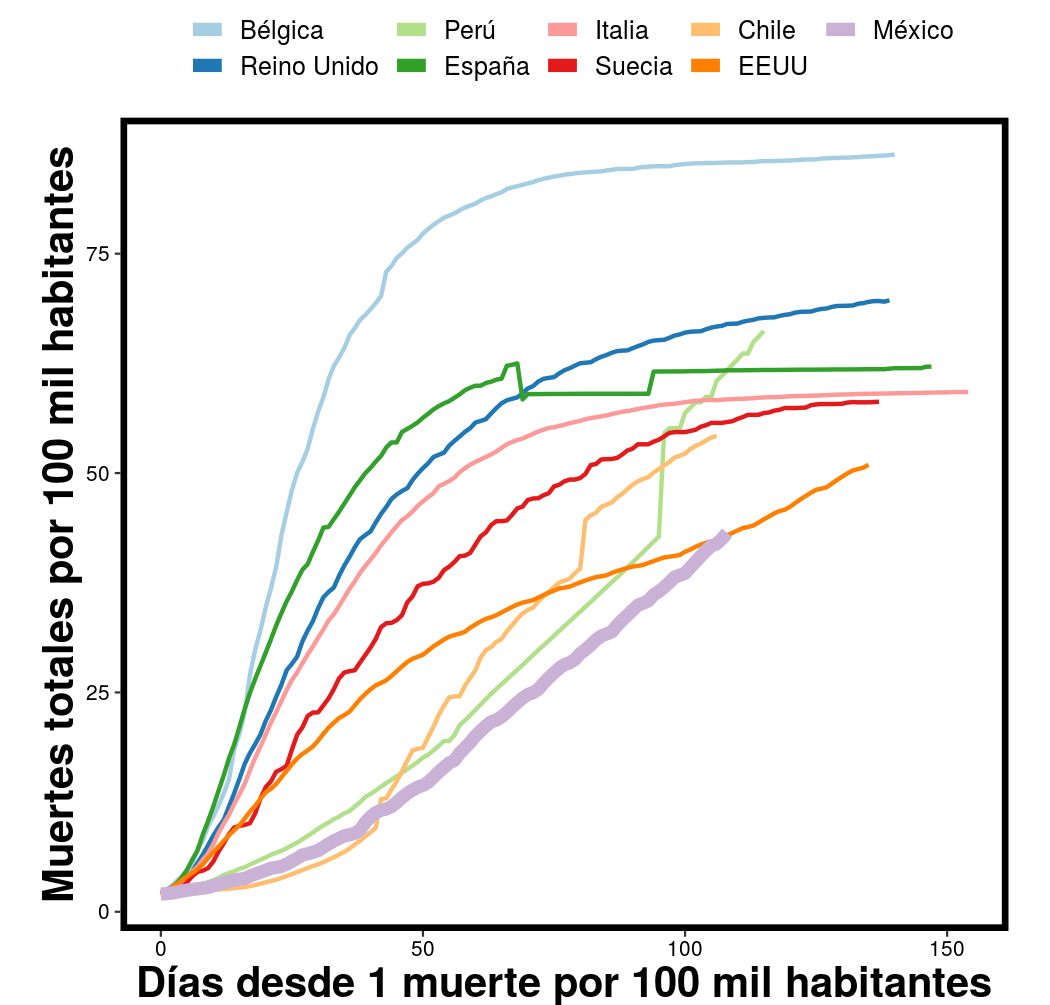 Bélgica Perú Italia Chile México
Reino Unido España Suecia EEUU
Muertes totales por 100 mil habitantes
75
50
25
0
0 50 100 150
Días desde 1 muerte por 100 mil habitantes